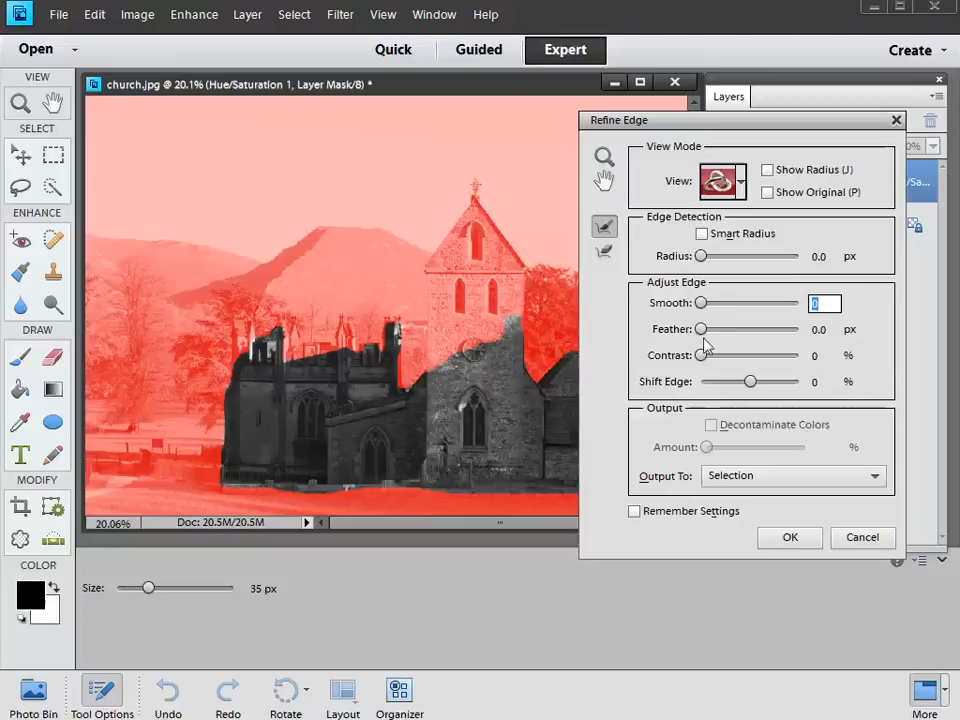 File Edit Image Enhance Layer Select Filter View Window Help
Open Quick Guided Expert Create
VIEW
church.jpg @ 20.1% (Hue/Saturation 1, Layer Mask/8) *
Layers
Refine Edge
SELECT
View Mode
View:
Show Radius (J)
Show Original (P)
ENHANCE
Edge Detection
Smart Radius
Radius: 0.0 px
Adjust Edge
Smooth: 0
DRAW
Feather: 0.0 px
Contrast: 0 %
Shift Edge: 0 %
Output
Decontaminate Colors
Amount: %
Output To: Selection
MODIFY
Remember Settings
OK Cancel
20.06% Doc: 20.5M/20.5M
COLOR
Size: 35 px
Photo Bin Tool Options Undo Redo Rotate Layout Organizer More